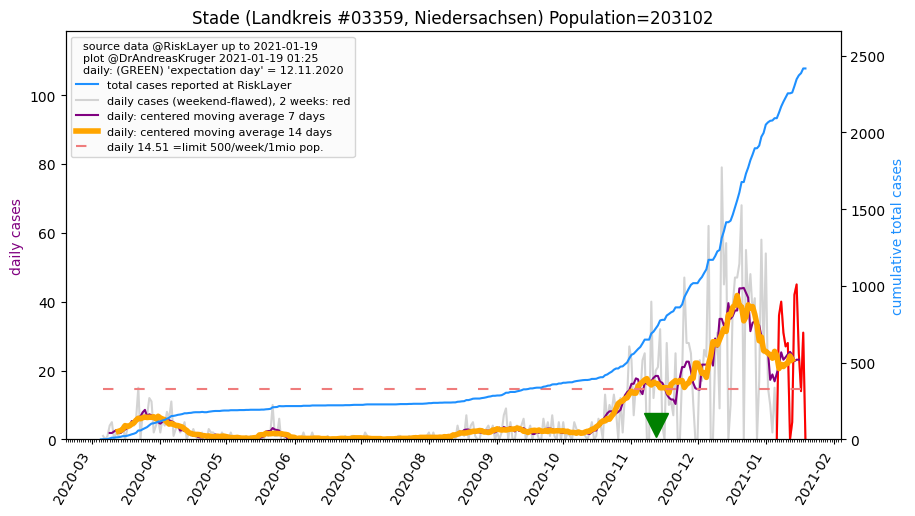 Stade (Landkreis #03359, Niedersachsen) Population=203102
source data @RiskLayer up to 2021-01-19
plot @DrAndreasKruger 2021-01-19 01:25
daily: (GREEN) 'expectation day' = 12.11.2020
total cases reported at RiskLayer
daily cases (weekend-flawed), 2 weeks: red
daily: centered moving average 7 days
daily: centered moving average 14 days
daily 14.51 =limit 500/week/1mio pop.
daily cases
100
80
60
40
20
0
2500
2000
1500
1000
500
0
cumulative total cases
2020-03
2020-04
2020-05
2020-06
2020-07
2020-08
2020-09
2020-10
2020-11
2020-12
2021-01
2021-02